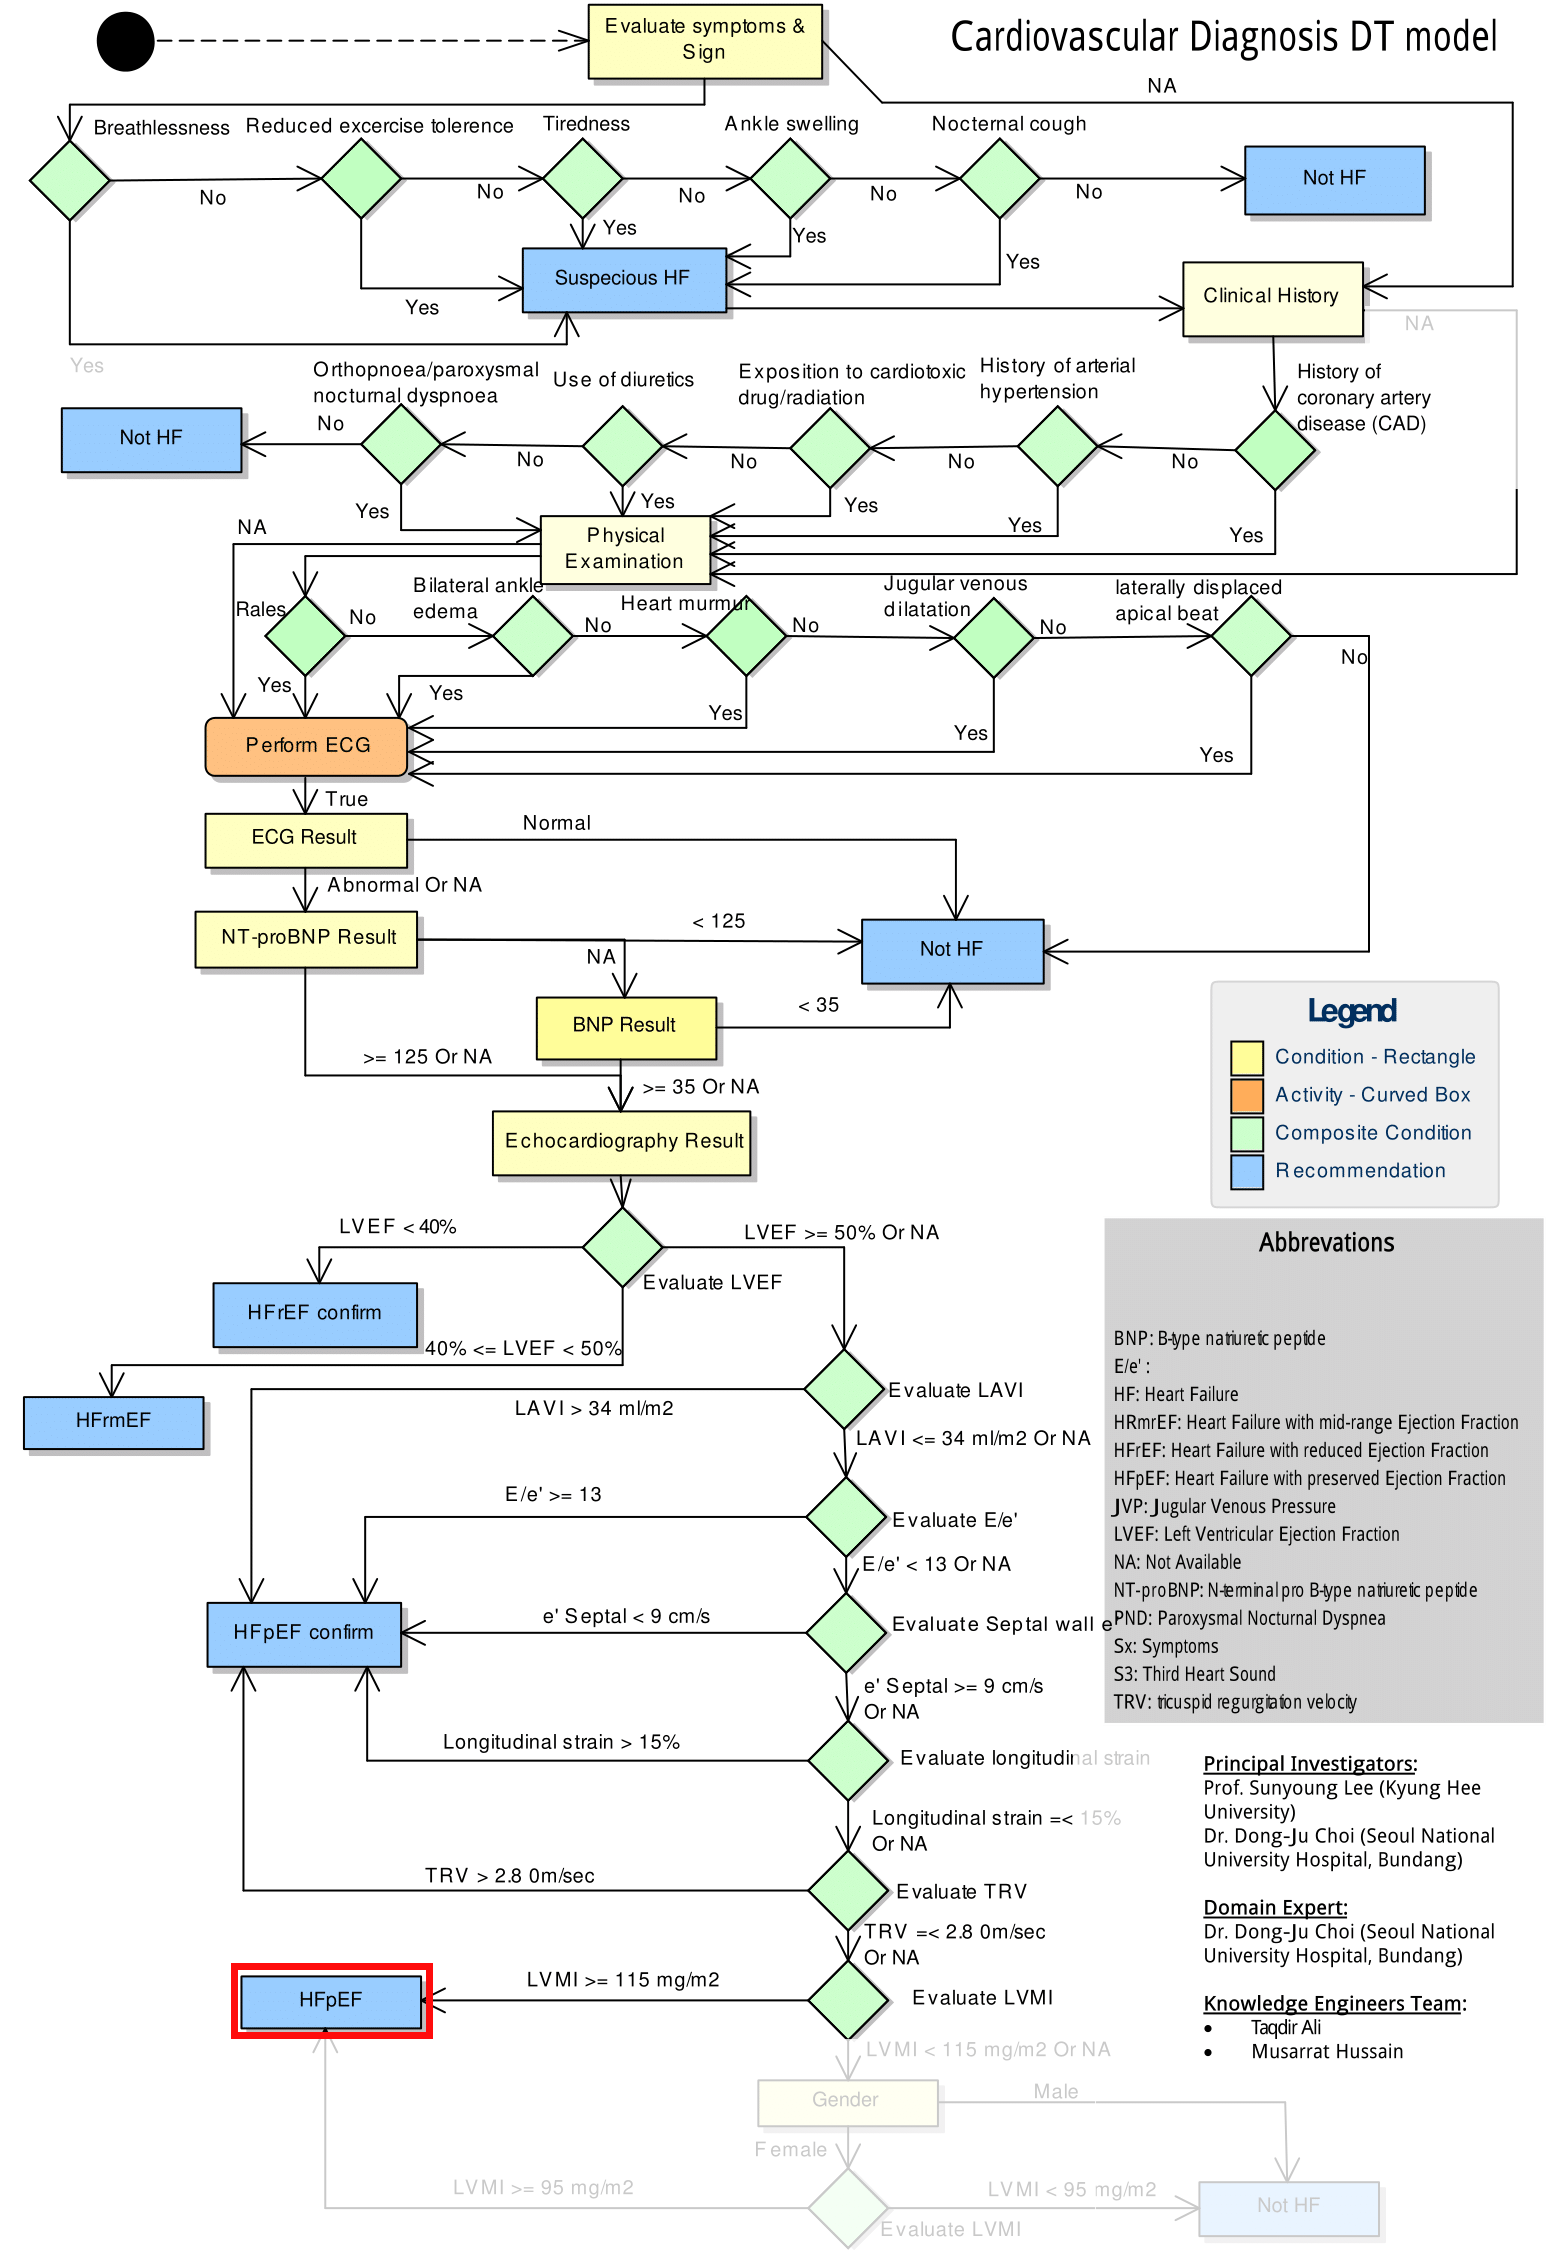 Cardiovascular Diagnosis DT model
Evaluate symptoms &
Sign
NA
Breathlessness
Reduced excercise tolerence
Tiredness
Ankle swelling
Nocternal cough
No
No
No
No
No
Not HF
Yes
Yes
Yes
Yes
Yes
Suspecious HF
Clinical History
NA
Orthopnoea/paroxysmal
nocturnal dyspnoea
Use of diuretics
Exposition to cardiotoxic
drug/radiation
History of arterial
hypertension
History of
coronary artery
disease (CAD)
Not HF
No
No
No
No
No
Yes
Yes
Yes
Yes
Yes
NA
Physical
Examination
Rales
Bilateral ankle
edema
Heart murmur
Jugular venous
dilatation
laterally displaced
apical beat
No
No
No
No
No
Yes
Yes
Yes
Yes
Yes
Perform ECG
True
ECG Result
Normal
Abnormal Or NA
NT-proBNP Result
< 125
NA
Not HF
BNP Result
< 35
>= 125 Or NA
>= 35 Or NA
Echocardiography Result
Legend
Condition - Rectangle
Activity - Curved Box
Composite Condition
Recommendation
LVEF < 40%
LVEF >= 50% Or NA
Evaluate LVEF
HFrEF confirm
40% <= LVEF < 50%
HFrmEF
Evaluate LAVI
LAVI > 34 ml/m2
LAVI <= 34 ml/m2 Or NA
E/e' >= 13
Evaluate E/e'
E/e' < 13 Or NA
HFpEF confirm
e' Septal < 9 cm/s
Evaluate Septal wall e'
e' Septal >= 9 cm/s
Or NA
Longitudinal strain > 15%
Evaluate longitudinal strain
Longitudinal strain =< 15%
Or NA
TRV > 2.8 0m/sec
Evaluate TRV
TRV =< 2.8 0m/sec
Or NA
HFpEF
LVMI >= 115 mg/m2
Evaluate LVMI
LVMI < 115 mg/m2 Or NA
Gender
Male
Female
LVMI >= 95 mg/m2
LVMI < 95 mg/m2
Evaluate LVMI
Not HF
Abbrevations
BNP: B-type natriuretic peptide
E/e' :
HF: Heart Failure
HRmrEF: Heart Failure with mid-range Ejection Fraction
HFrEF: Heart Failure with reduced Ejection Fraction
HFpEF: Heart Failure with preserved Ejection Fraction
JVP: Jugular Venous Pressure
LVEF: Left Ventricular Ejection Fraction
NA: Not Available
NT-proBNP: N-terminal pro B-type natriuretic peptide
PND: Paroxysmal Nocturnal Dyspnea
Sx: Symptoms
S3: Third Heart Sound
TRV: tricuspid regurgitation velocity
Principal Investigators:
Prof. Sunyoung Lee (Kyung Hee
University)
Dr. Dong-Ju Choi (Seoul National
University Hospital, Bundang)
Domain Expert:
Dr. Dong-Ju Choi (Seoul National
University Hospital, Bundang)
Knowledge Engineers Team:
• Taqdir Ali
• Musarrat Hussain